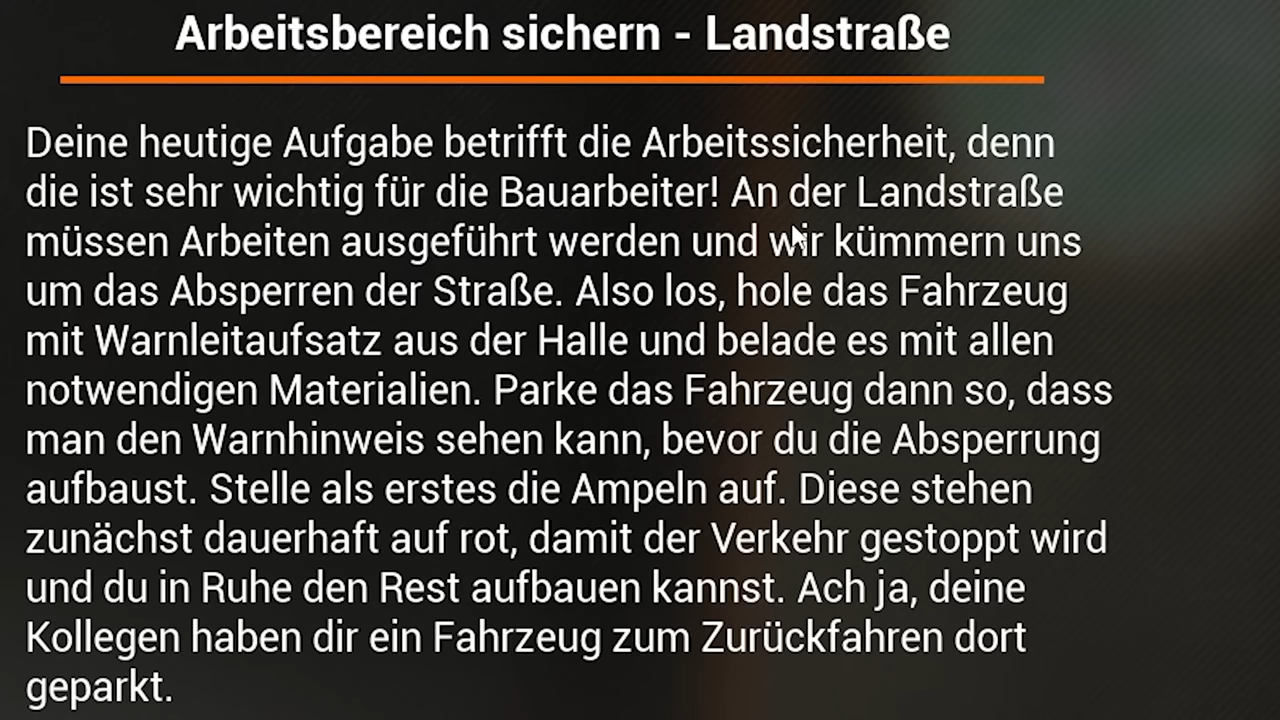 Arbeitsbereich sichern - Landstraße
Deine heutige Aufgabe betrifft die Arbeitssicherheit, denn
die ist sehr wichtig für die Bauarbeiter! An der Landstraße
müssen Arbeiten ausgeführt werden und wir kümmern uns
um das Absperren der Straße. Also los, hole das Fahrzeug
mit Warnleitaufsatz aus der Halle und belade es mit allen
notwendigen Materialien. Parke das Fahrzeug dann so, dass
man den Warnhinweis sehen kann, bevor du die Absperrung
aufbaust. Stelle als erstes die Ampeln auf. Diese stehen
zunächst dauerhaft auf rot, damit der Verkehr gestoppt wird
und du in Ruhe den Rest aufbauen kannst. Ach ja, deine
Kollegen haben dir ein Fahrzeug zum Zurückfahren dort
geparkt.